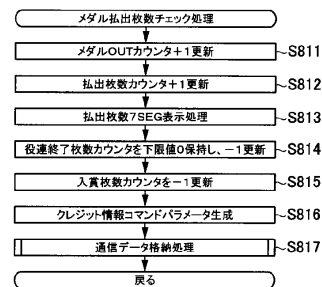 メダル払出枚数チェック処理
メダルOUTカウンタ+1更新 S811
払出枚数カウンタ+1更新 S812
払出枚数7SEG表示処理 S813
役連終了枚数カウンタを下限値0保持し、-1更新 S814
入賞枚数カウンタを-1更新 S815
クレジット情報コマンドパラメータ生成 S816
通信データ格納処理 S817
戻る